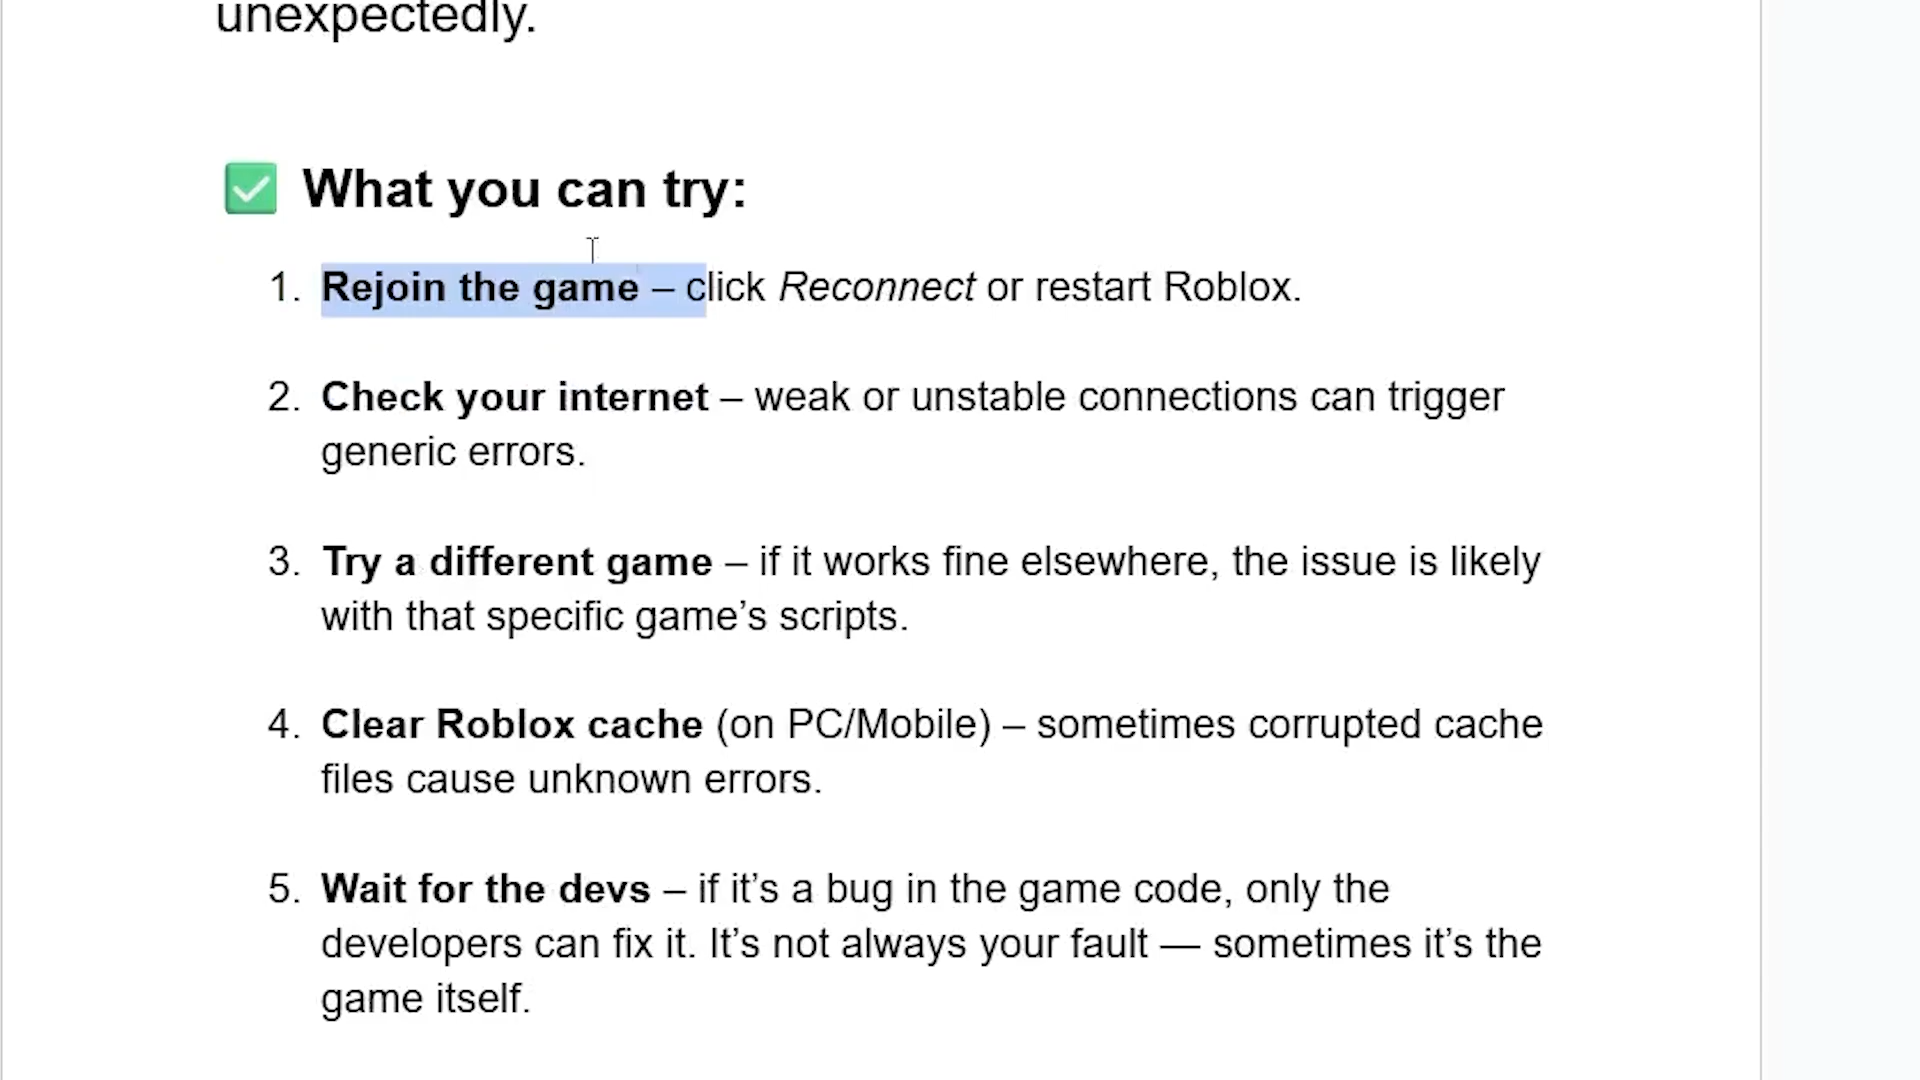 unexpectedly.
✅ What you can try:
1. Rejoin the game – click Reconnect or restart Roblox.
2. Check your internet – weak or unstable connections can trigger
generic errors.
3. Try a different game – if it works fine elsewhere, the issue is likely
with that specific game’s scripts.
4. Clear Roblox cache (on PC/Mobile) – sometimes corrupted cache
files cause unknown errors.
5. Wait for the devs – if it’s a bug in the game code, only the
developers can fix it. It’s not always your fault — sometimes it’s the
game itself.